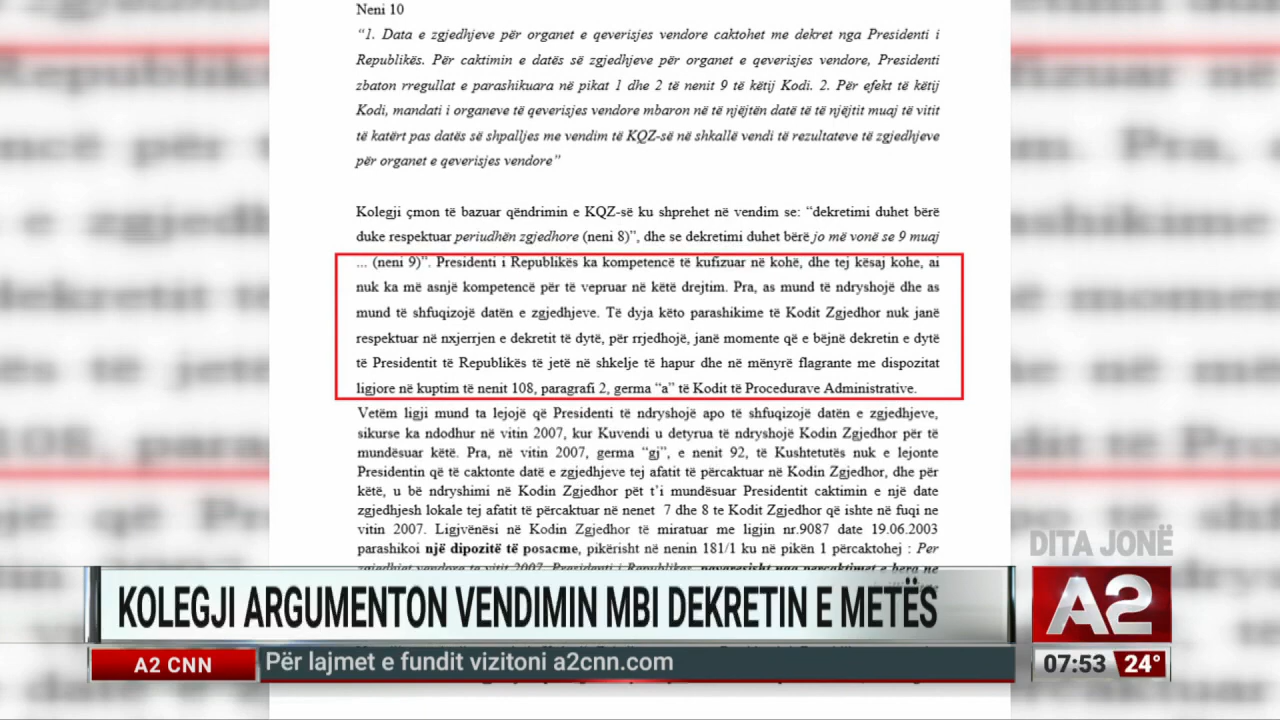 Neni 10
“1. Data e zgjedhjeve për organet e qeverisjes vendore caktohet me dekret nga Presidenti i
Republikës. Për caktimin e datës së zgjedhjeve për organet e qeverisjes vendore, Presidenti
zbaton rregullat e parashikuara në pikat 1 dhe 2 të nenit 9 të këtij Kodi. 2. Për efekt të këtij
Kodi, mandati i organeve të qeverisjes vendore mbaron në të njëjtën datë të të njëjtit muaj të vitit
të katërt pas datës së shpalljes me vendim të KQZ-së në shkallë vendi të rezultateve të zgjedhjeve
për organet e qeverisjes vendore”
Kolegji çmon të bazuar qëndrimin e KQZ-së ku shprehet në vendim se: “dekretimi duhet bërë
duke respektuar periudhën zgjedhore (neni 8)”, dhe se dekretimi duhet bërë jo më vonë se 9 muaj
... (neni 9)”. Presidenti i Republikës ka kompetencë të kufizuar në kohë, dhe tej kësaj kohe, ai
nuk ka më asnjë kompetencë për të vepruar në këtë drejtim. Pra, as mund të ndryshojë dhe as
mund të shfuqizojë datën e zgjedhjeve. Të dyja këto parashikime të Kodit Zgjedhor nuk janë
respektuar në nxjerrjen e dekretit të dytë, për rrjedhojë, janë momente që e bëjnë dekretin e dytë
të Presidentit të Republikës të jetë në shkelje të hapur dhe në mënyrë flagrante me dispozitat
ligjore në kuptim të nenit 108, paragrafi 2, germa “a” të Kodit të Procedurave Administrative.
Vetëm ligji mund ta lejojë që Presidenti të ndryshojë apo të shfuqizojë datën e zgjedhjeve,
sikurse ka ndodhur në vitin 2007, kur Kuvendi u detyrua të ndryshojë Kodin Zgjedhor për të
mundësuar këtë. Pra, në vitin 2007, germa “gj”, e nenit 92, të Kushtetutës nuk e lejonte
Presidentin që të caktonte datë e zgjedhjeve tej afatit të përcaktuar në Kodin Zgjedhor, dhe për
këtë, u bë ndryshimi në Kodin Zgjedhor pët t’i mundësuar Presidentit caktimin e një date
zgjedhjesh lokale tej afatit të përcaktuar në nenet 7 dhe 8 te Kodit Zgjedhor që ishte në fuqi ne
vitin 2007. Ligjvënësi në Kodin Zgjedhor të miratuar me ligjin nr.9087 date 19.06.2003
parashikoi një dipozitë të posacme, pikërisht në nenin 181/1 ku në pikën 1 përcaktohej : Per
zgjedhjet vendore te vitit 2007, Presidenti i Republikes, pavaresisht nga percaktimet e bera ne
DITA JONË
KOLEGJI ARGUMENTON VENDIMIN MBI DEKRETIN E METËS
A2
A2 CNN
Për lajmet e fundit vizitoni a2cnn.com
07:53 24°